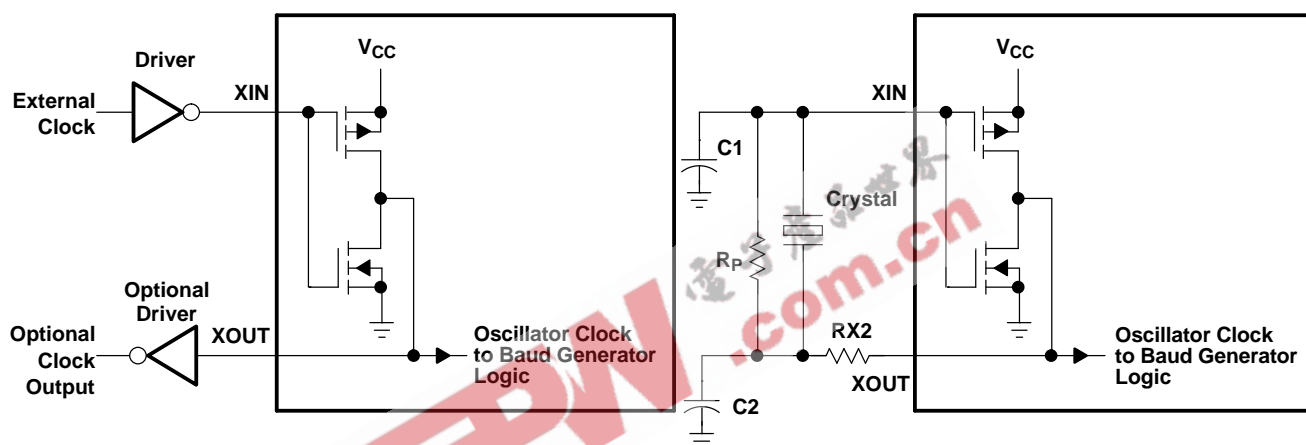 Driver
External
Clock
XIN
VCC
Optional
Driver
Optional
Clock
Output
XOUT
Oscillator Clock
to Baud Generator
Logic
XIN
VCC
C1
Crystal
RP
RX2
XOUT
C2
Oscillator Clock
to Baud Generator
Logic
.com.cn